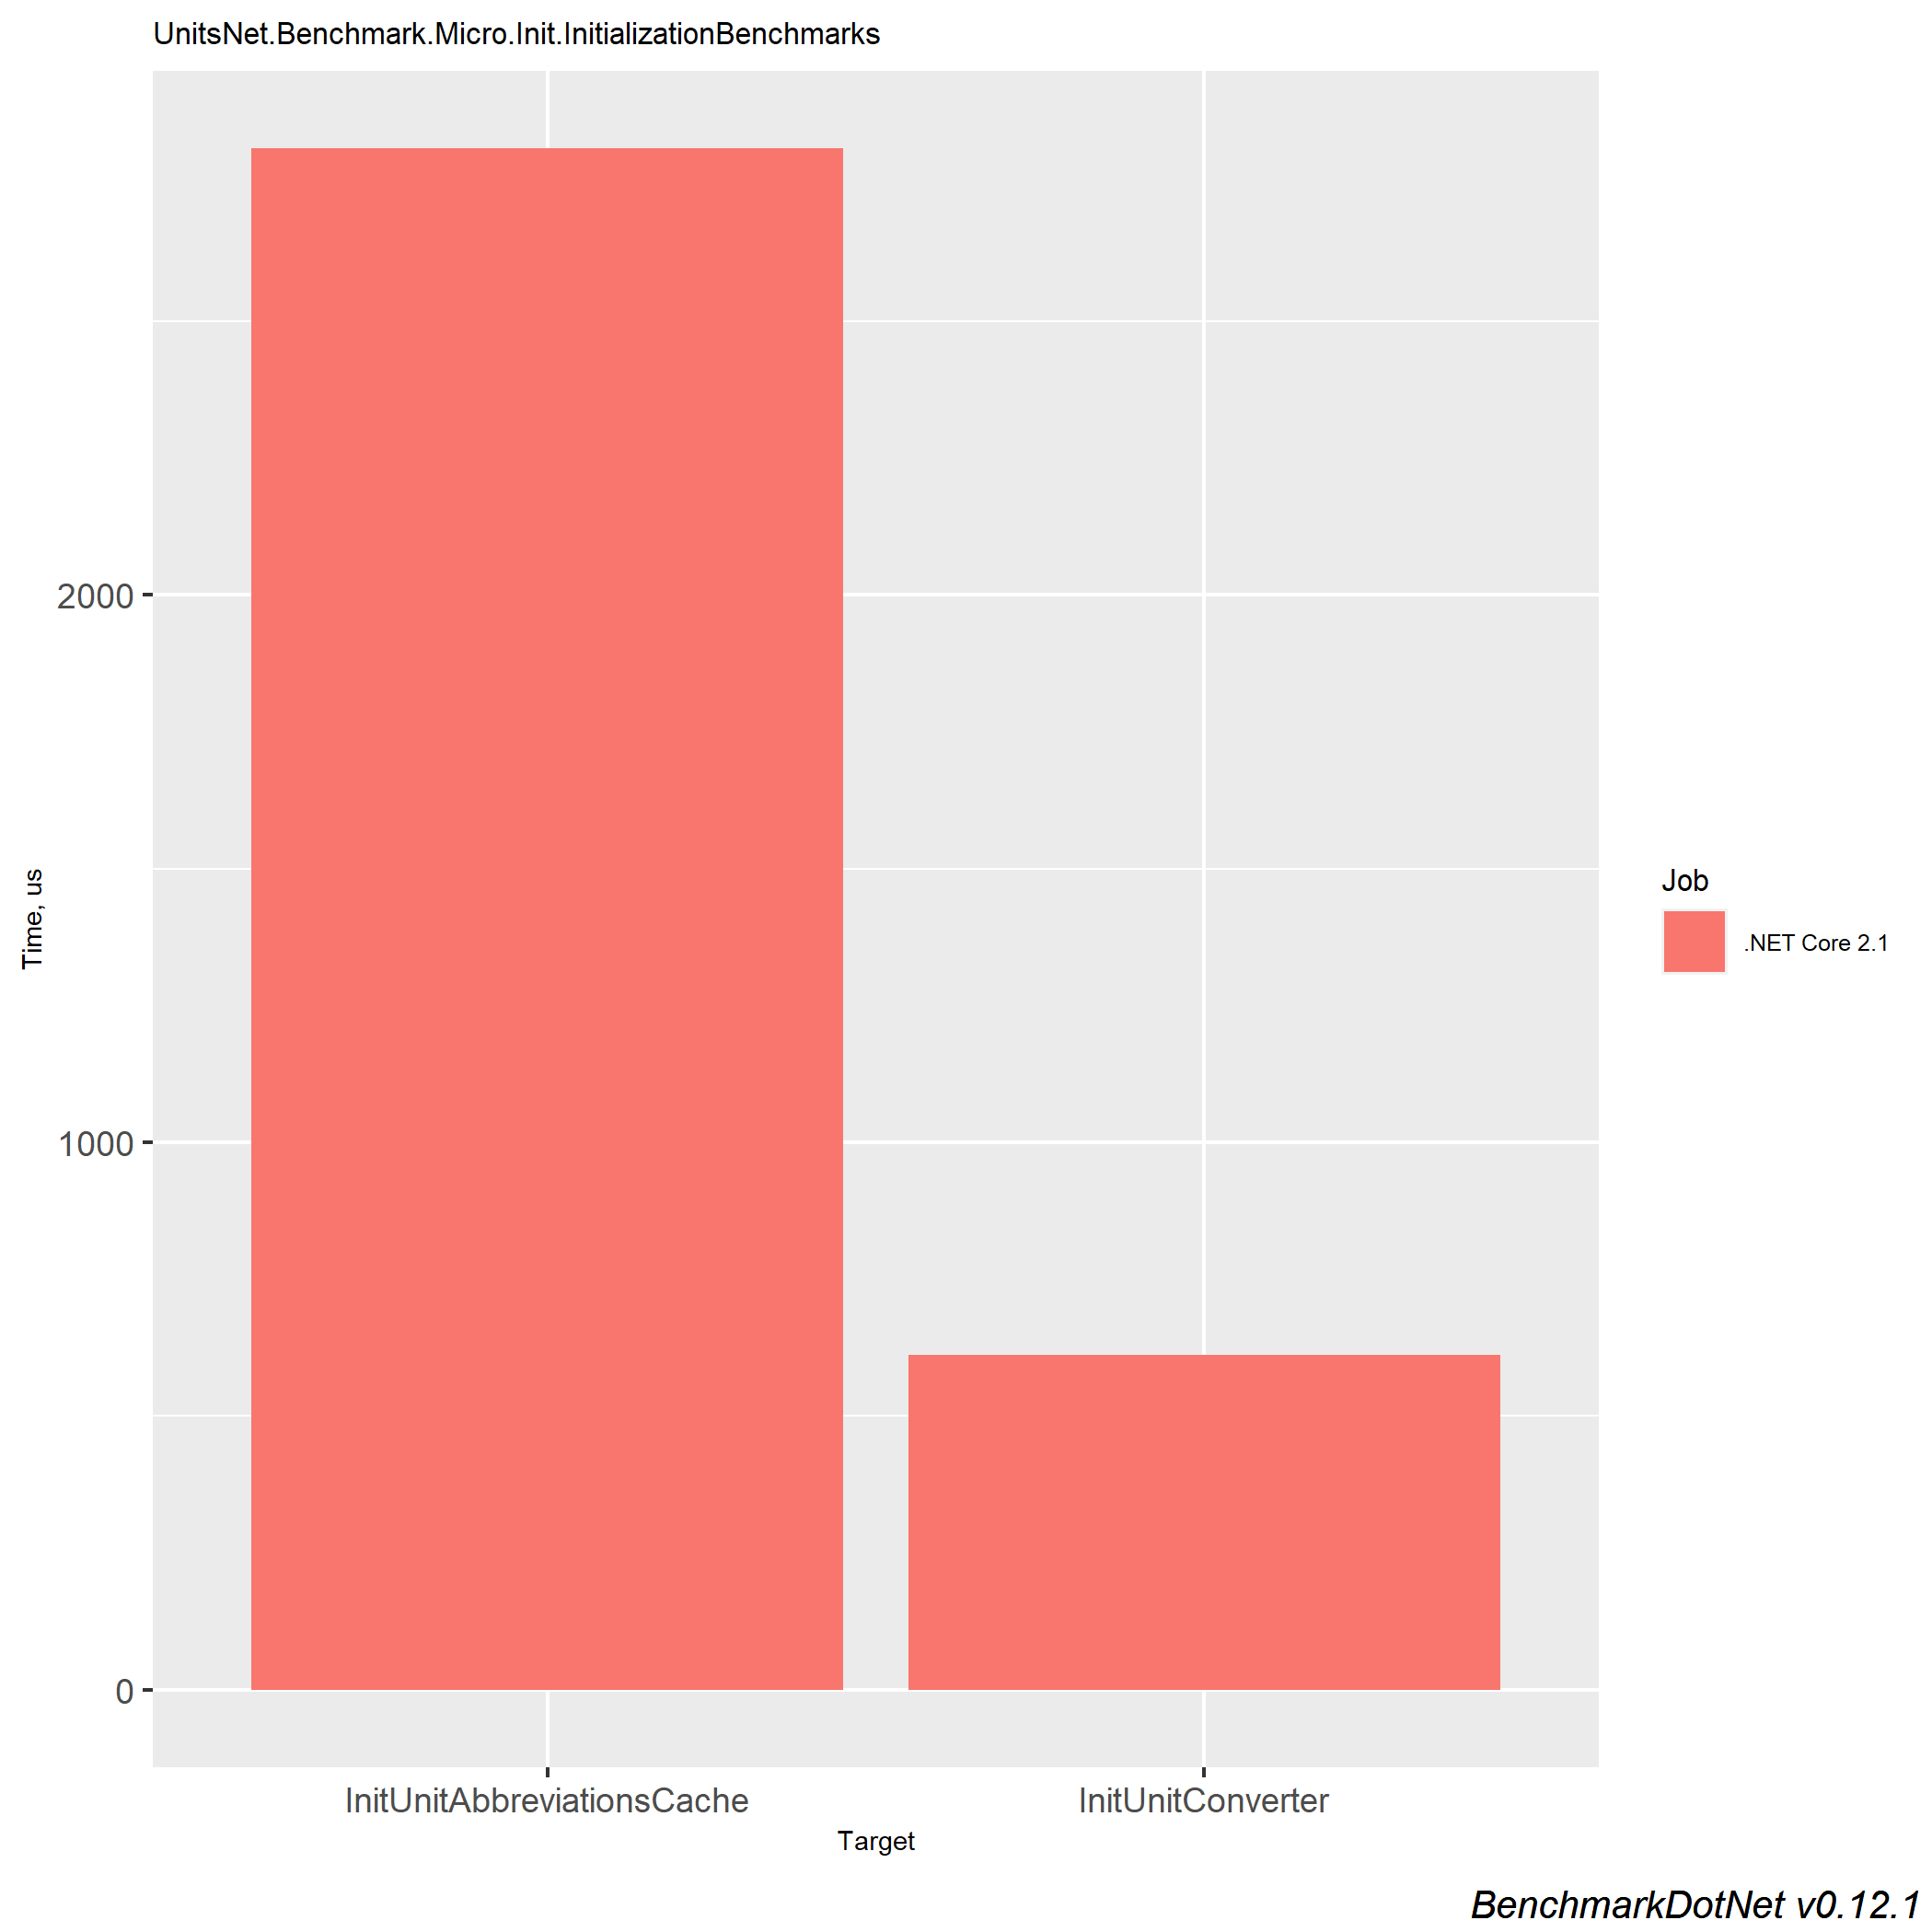 UnitsNet.Benchmark.Micro.Init.InitializationBenchmarks
2000
1000
0
Time, us
InitUnitAbbreviationsCache
InitUnitConverter
Target
Job
.NET Core 2.1
BenchmarkDotNet v0.12.1